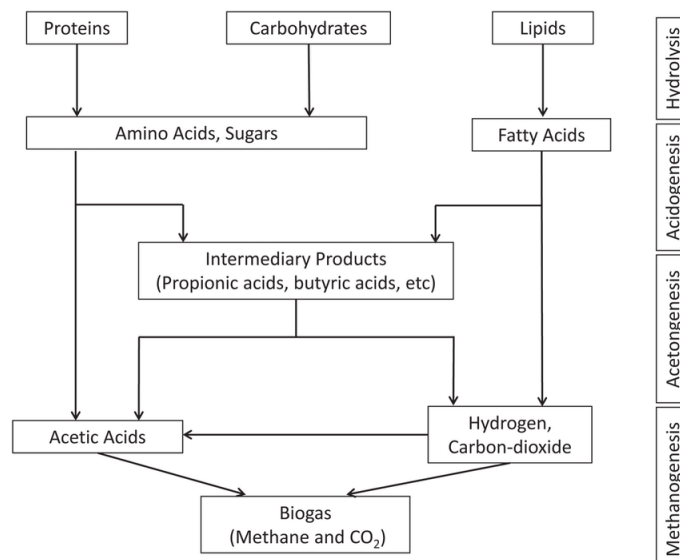 Proteins
Carbohydrates
Lipids
Hydrolysis
Amino Acids, Sugars
Fatty Acids
Acidogenesis
Intermediary Products
(Propionic acids, butyric acids, etc)
Acetongenesis
Acetic Acids
Hydrogen,
Carbon-dioxide
Methanogenesis
Biogas
(Methane and CO₂)